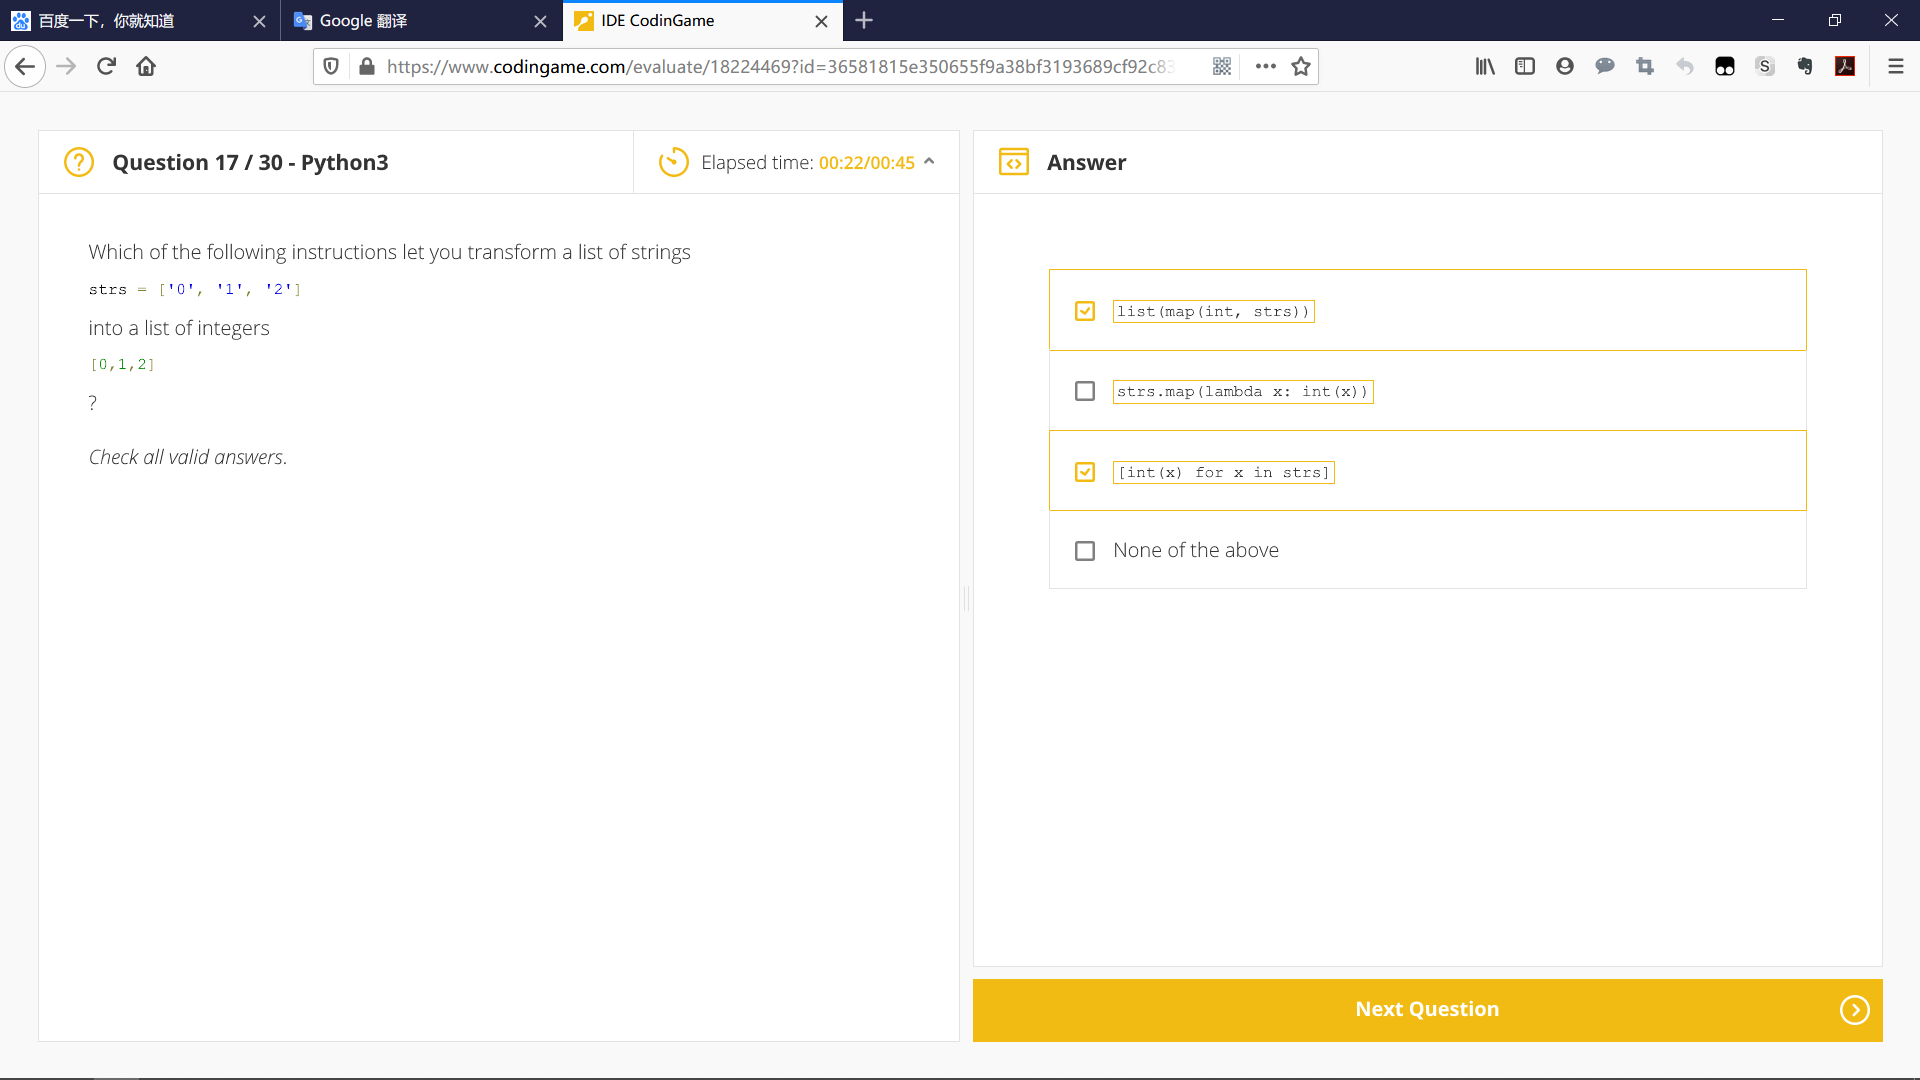 百度一下，你就知道
Google 翻译
IDE CodinGame
https://www.codingame.com/evaluate/18224469?id=36581815e350655f9a38bf3193689cf92c83
Question 17 / 30 - Python3
Elapsed time: 00:22/00:45
Which of the following instructions let you transform a list of strings
strs = ['0', '1', '2']
into a list of integers
[0,1,2]
?
Check all valid answers.
Answer
list(map(int, strs))
strs.map(lambda x: int(x))
[int(x) for x in strs]
None of the above
Next Question